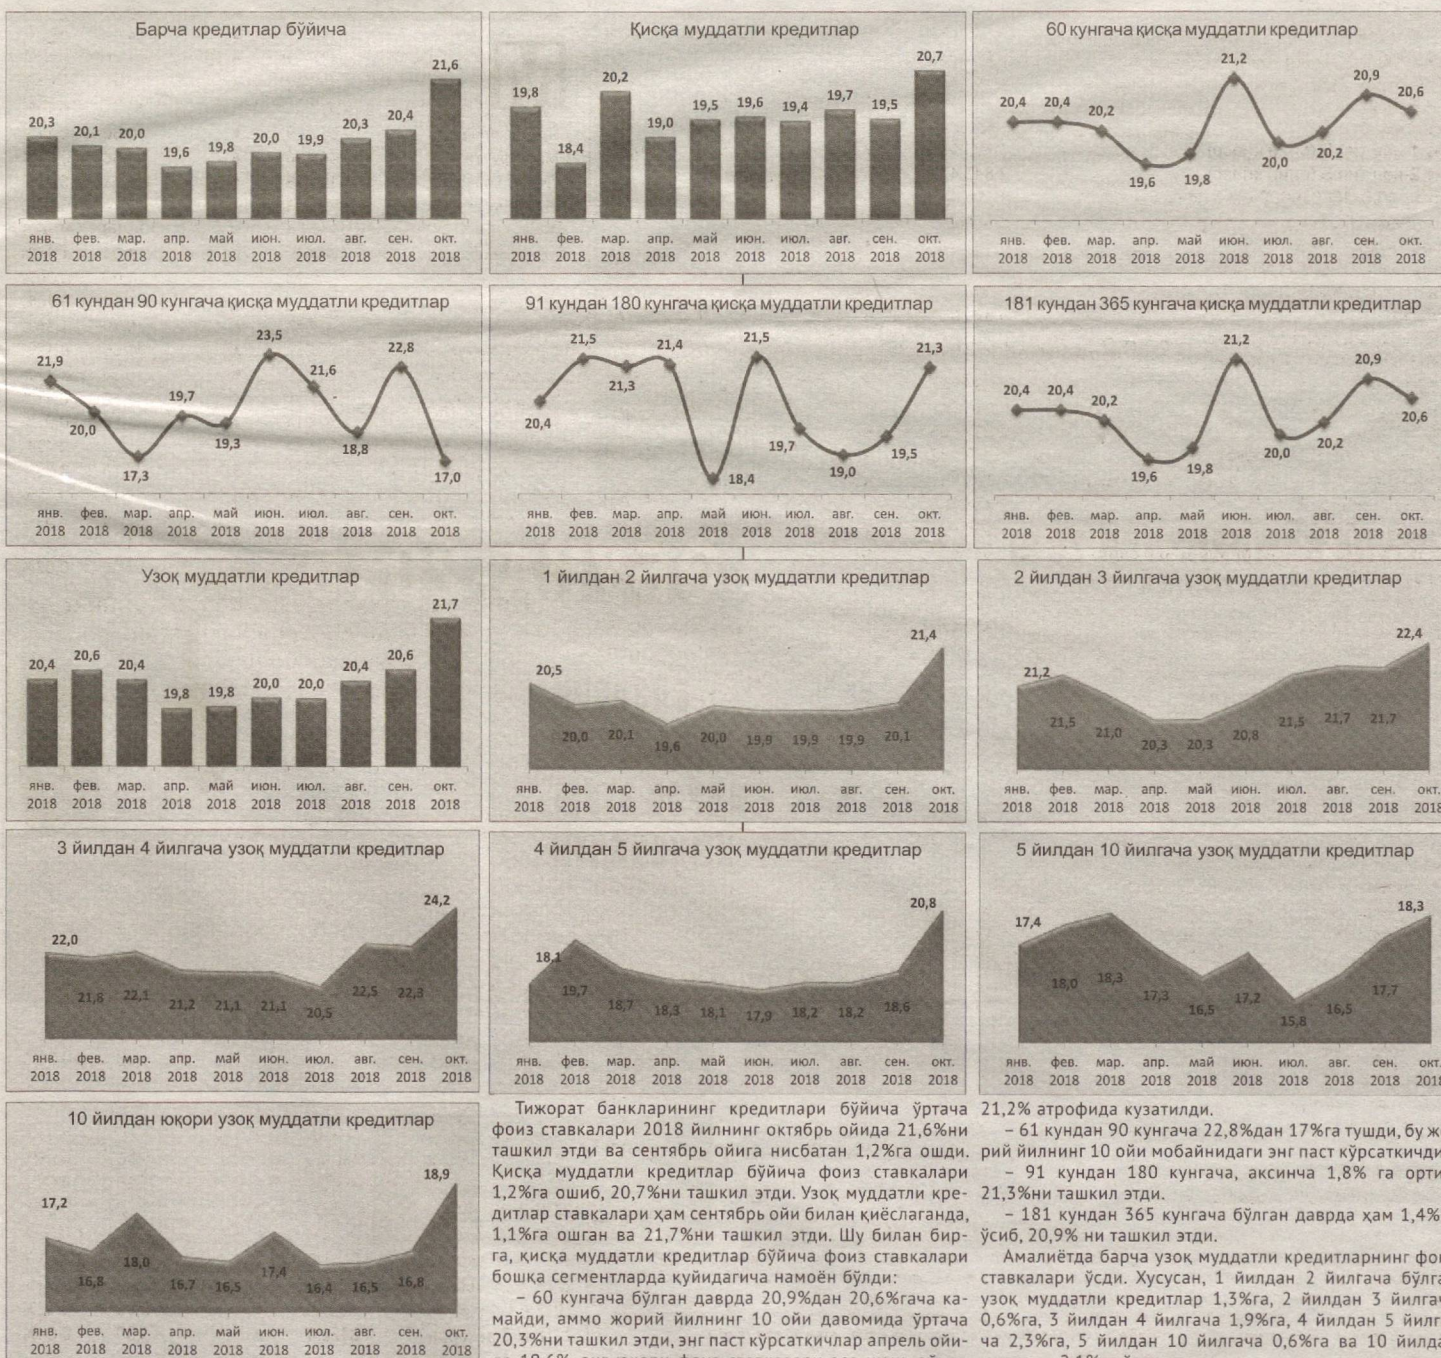 Барча кредитлар бўйича
20,3 20,1 20,0 19,6 19,8 20,0 19,9 20,3 20,4 21,6
янв. фев. мар. апр. май июн. июл. авг. сен. окт.
2018 2018 2018 2018 2018 2018 2018 2018 2018 2018
Қисқа муддатли кредитлар
19,8 18,4 20,2 19,0 19,5 19,6 19,4 19,7 19,5 20,7
янв. фев. мар. апр. май июн. июл. авг. сен. окт.
2018 2018 2018 2018 2018 2018 2018 2018 2018 2018
60 кунгача қисқа муддатли кредитлар
20,4 20,4 20,2 19,6 19,8 21,2 20,0 20,2 20,9 20,6
янв. фев. мар. апр. май июн. июл. авг. сен. окт.
2018 2018 2018 2018 2018 2018 2018 2018 2018 2018
61 кундан 90 кунгача қисқа муддатли кредитлар
21,9 20,0 17,3 19,7 19,3 23,5 21,6 18,8 22,8 17,0
янв. фев. мар. апр. май июн. июл. авг. сен. окт.
2018 2018 2018 2018 2018 2018 2018 2018 2018 2018
91 кундан 180 кунгача қисқа муддатли кредитлар
20,4 21,5 21,3 21,4 18,4 21,5 19,7 19,0 19,5 21,3
янв. фев. мар. апр. май июн. июл. авг. сен. окт.
2018 2018 2018 2018 2018 2018 2018 2018 2018 2018
181 кундан 365 кунгача қисқа муддатли кредитлар
20,4 20,4 20,2 19,6 19,8 21,2 20,0 20,2 20,9 20,6
янв. фев. мар. апр. май июн. июл. авг. сен. окт.
2018 2018 2018 2018 2018 2018 2018 2018 2018 2018
Узоқ муддатли кредитлар
20,4 20,6 20,4 19,8 19,8 20,0 20,0 20,4 20,6 21,7
янв. фев. мар. апр. май июн. июл. авг. сен. окт.
2018 2018 2018 2018 2018 2018 2018 2018 2018 2018
1 йилдан 2 йилгача узоқ муддатли кредитлар
20,5 20,0 20,1 19,6 20,0 19,9 19,9 19,9 20,1 21,4
янв. фев. мар. апр. май июн. июл. авг. сен. окт.
2018 2018 2018 2018 2018 2018 2018 2018 2018 2018
2 йилдан 3 йилгача узоқ муддатли кредитлар
21,2 21,5 21,0 20,3 20,3 20,8 21,5 21,7 21,7 22,4
янв. фев. мар. апр. май июн. июл. авг. сен. окт.
2018 2018 2018 2018 2018 2018 2018 2018 2018 2018
3 йилдан 4 йилгача узоқ муддатли кредитлар
22,0 21,8 22,1 21,2 21,1 21,1 20,5 22,5 22,3 24,2
янв. фев. мар. апр. май июн. июл. авг. сен. окт.
2018 2018 2018 2018 2018 2018 2018 2018 2018 2018
4 йилдан 5 йилгача узоқ муддатли кредитлар
18,1 19,7 18,7 18,3 18,1 17,9 18,2 18,2 18,6 20,8
янв. фев. мар. апр. май июн. июл. авг. сен. окт.
2018 2018 2018 2018 2018 2018 2018 2018 2018 2018
5 йилдан 10 йилгача узоқ муддатли кредитлар
17,4 18,0 18,3 17,3 16,5 17,2 15,8 16,5 17,7 18,3
янв. фев. мар. апр. май июн. июл. авг. сен. окт.
2018 2018 2018 2018 2018 2018 2018 2018 2018 2018
10 йилдан юқори узоқ муддатли кредитлар
17,2 16,8 18,0 16,7 16,5 17,4 16,4 16,5 16,8 18,9
янв. фев. мар. апр. май июн. июл. авг. сен. окт.
2018 2018 2018 2018 2018 2018 2018 2018 2018 2018
Тижорат банкларининг кредитлари бўйича ўртача
фоиз ставкалари 2018 йилнинг октябрь ойида 21,6%ни
ташкил этди ва сентябрь ойига нисбатан 1,2%га ошди.
Қисқа муддатли кредитлар бўйича фоиз ставкалари
1,2%га ошиб, 20,7%ни ташкил этди. Узоқ муддатли кре-
дитлар ставкалари ҳам сентябрь ойи билан қиёслаганда,
1,1%га ошган ва 21,7%ни ташкил этди. Шу билан бир-
га, қисқа муддатли кредитлар бўйича фоиз ставкалари
бошқа сегментларда қуйидагича намоён бўлди:
– 60 кунгача бўлган даврда 20,9%дан 20,6%гача ка-
майди, аммо жорий йилнинг 10 ойи давомида ўртача
20,3%ни ташкил этди, энг паст кўрсаткичлар апрель ойи-
21,2% атрофида кузатилди.
– 61 кундан 90 кунгача 22,8%дан 17%га тушди, бу ж
рий йилнинг 10 ойи мобайнидаги энг паст кўрсаткичди
– 91 кундан 180 кунгача, аксинча 1,8% га орти
21,3%ни ташкил этди.
– 181 кундан 365 кунгача бўлган даврда ҳам 1,4%
ўсиб, 20,9% ни ташкил этди.
Амалиётда барча узоқ муддатли кредитларнинг фо
ставкалари ўсди. Хусусан, 1 йилдан 2 йилгача бўлга
узоқ муддатли кредитлар 1,3%га, 2 йилдан 3 йилгач
0,6%га, 3 йилдан 4 йилгача 1,9%га, 4 йилдан 5 йилг
ча 2,3%га, 5 йилдан 10 йилгача 0,6%га ва 10 йилда